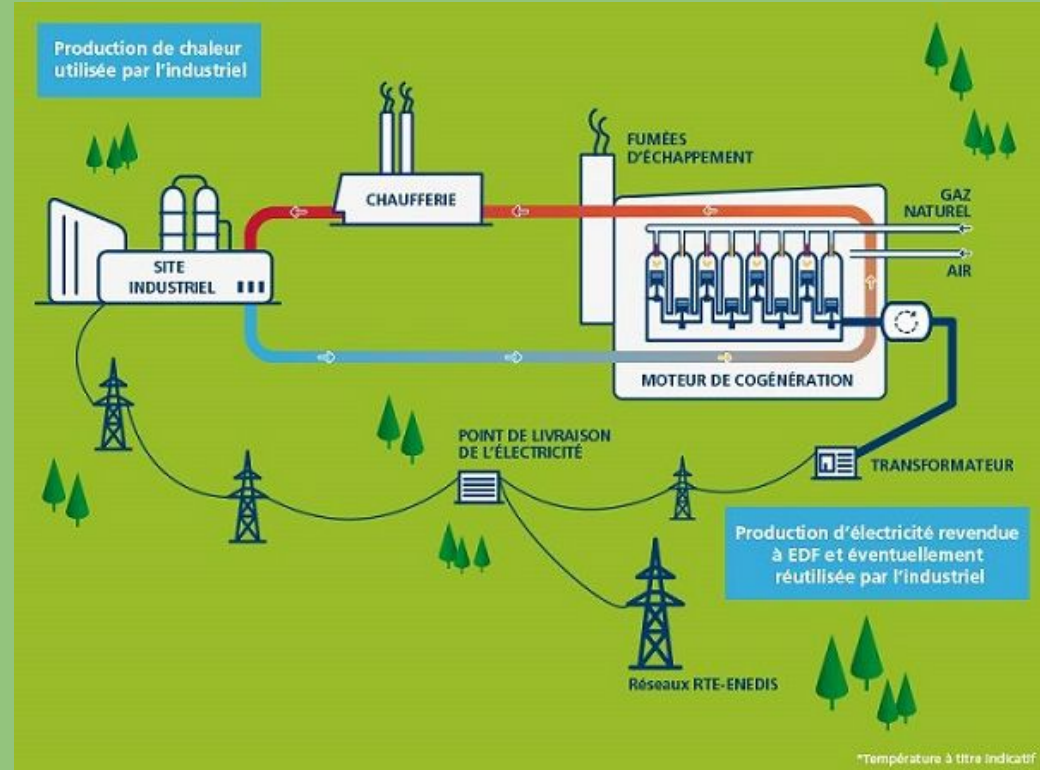 Production de chaleur
utilisée par l'industriel
FUMÉES
D'ÉCHAPPEMENT
CHAUFFERIE
GAZ
NATUREL
AIR
SITE
INDUSTRIEL
MOTEUR DE COGÉNÉRATION
POINT DE LIVRAISON
DE L'ÉLECTRICITÉ
TRANSFORMATEUR
Production d'électricité revendue
à EDF et éventuellement
réutilisée par l'industriel
Réseaux RTE-ENEDIS
*Température à titre indicatif